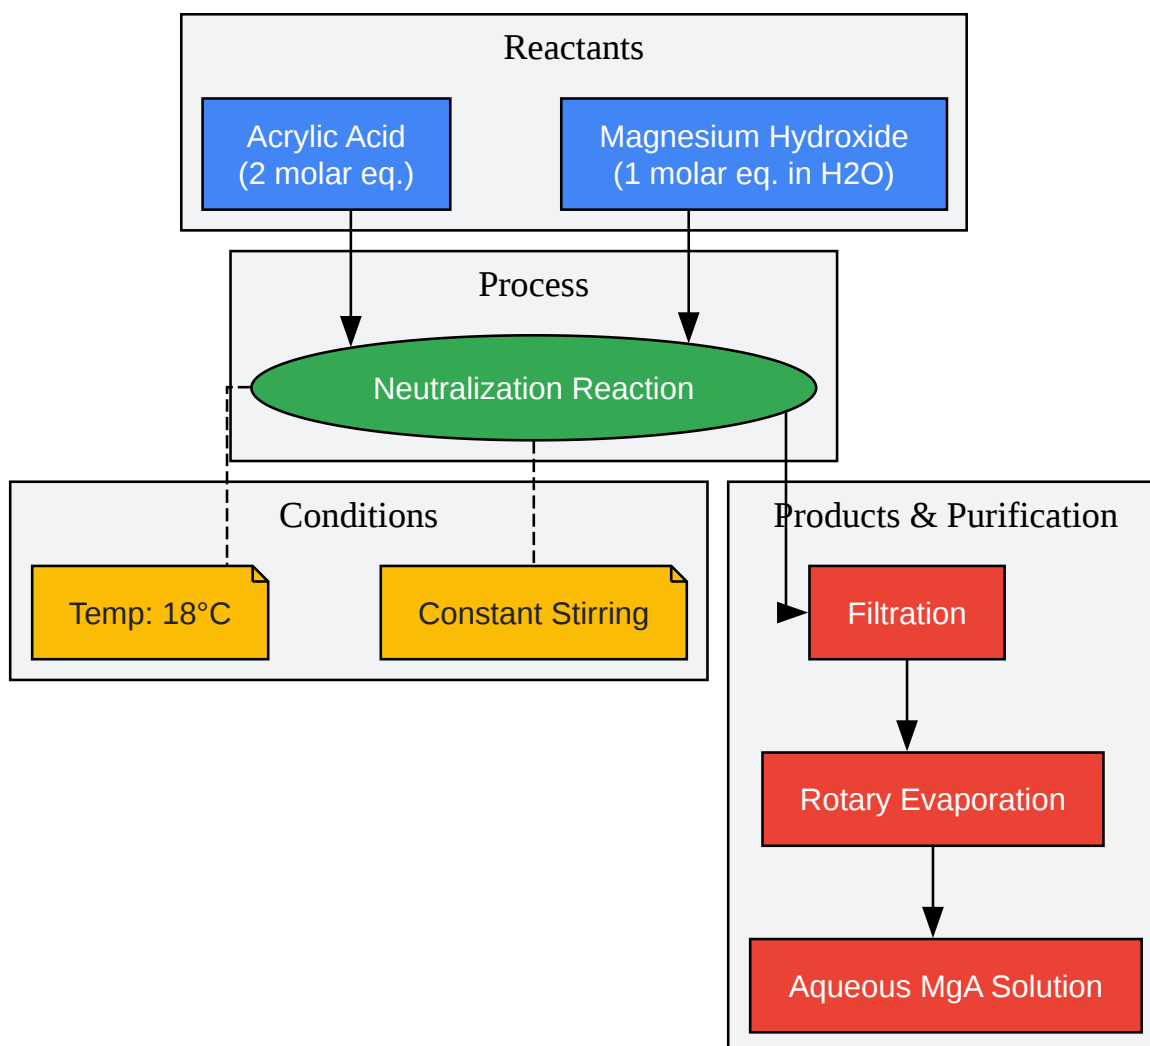 Reactants
Acrylic Acid
(2 molar eq.)
Magnesium Hydroxide
(1 molar eq. in H2O)
Process
Neutralization Reaction
Conditions
Temp: 18°C
Constant Stirring
Products & Purification
Filtration
Rotary Evaporation
Aqueous MgA Solution